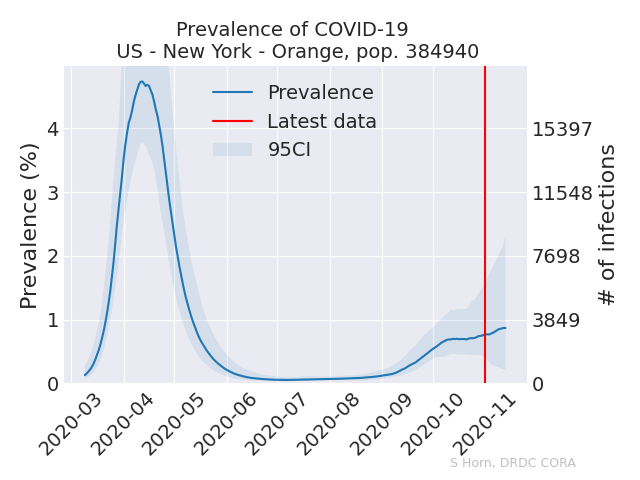 Prevalence of COVID-19
US - New York - Orange, pop. 384940
Prevalence
Latest data
95CI
Prevalence (%)
4
3
2
1
0
15397
11548
7698
3849
0
# of infections
2020-03
2020-04
2020-05
2020-06
2020-07
2020-08
2020-09
2020-10
2020-11
S Horn, DRDC CORA